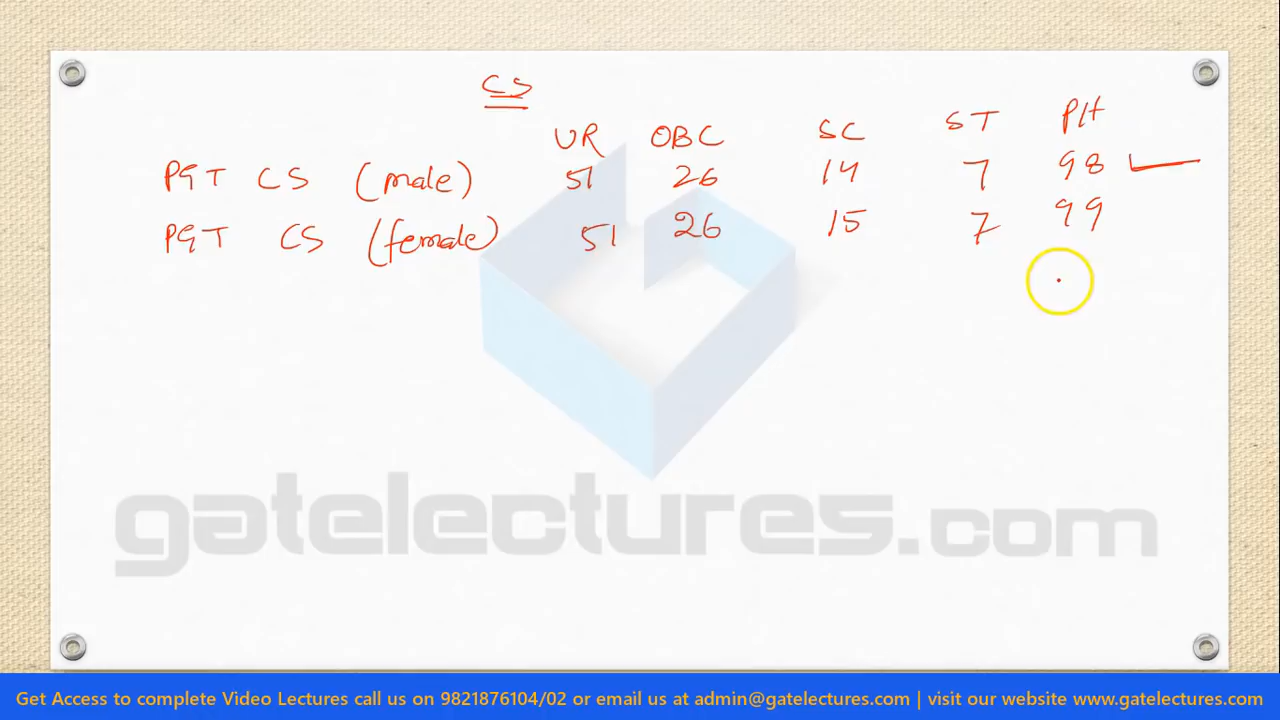 CS
UR OBC SC ST PH
PGT CS (male) 51 26 14 7 98
PGT CS (female) 51 26 15 7 99
gatelectures.com
Get Access to complete Video Lectures call us on 9821876104/02 or email us at admin@gatelectures.com | visit our website www.gatelectures.com